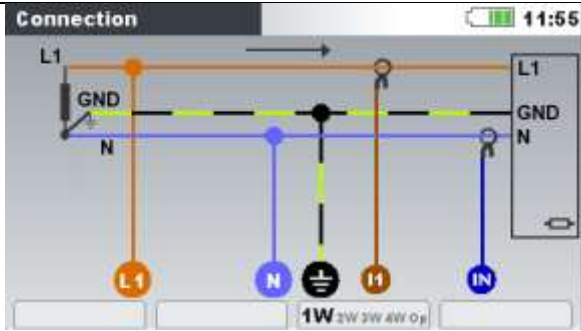 Connection 11:55
L1
L1
GND
GND
N
N
L1 N I1 IN
1W 2W 3W 4W Op